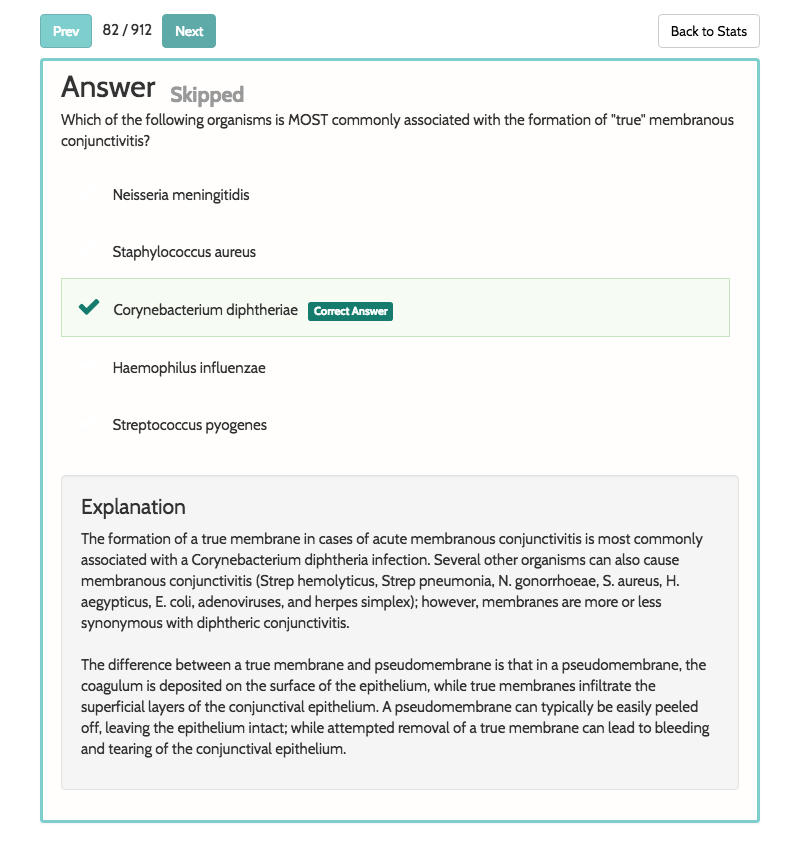 Prev 82 / 912 Next Back to Stats
Answer Skipped
Which of the following organisms is MOST commonly associated with the formation of "true" membranous
conjunctivitis?
Neisseria meningitidis
Staphylococcus aureus
Corynebacterium diphtheriae Correct Answer
Haemophilus influenzae
Streptococcus pyogenes
Explanation
The formation of a true membrane in cases of acute membranous conjunctivitis is most commonly
associated with a Corynebacterium diphtheria infection. Several other organisms can also cause
membranous conjunctivitis (Strep hemolyticus, Strep pneumonia, N. gonorrhoeae, S. aureus, H.
aegypticus, E. coli, adenoviruses, and herpes simplex); however, membranes are more or less
synonymous with diphtheric conjunctivitis.
The difference between a true membrane and pseudomembrane is that in a pseudomembrane, the
coagulum is deposited on the surface of the epithelium, while true membranes infiltrate the
superficial layers of the conjunctival epithelium. A pseudomembrane can typically be easily peeled
off, leaving the epithelium intact; while attempted removal of a true membrane can lead to bleeding
and tearing of the conjunctival epithelium.